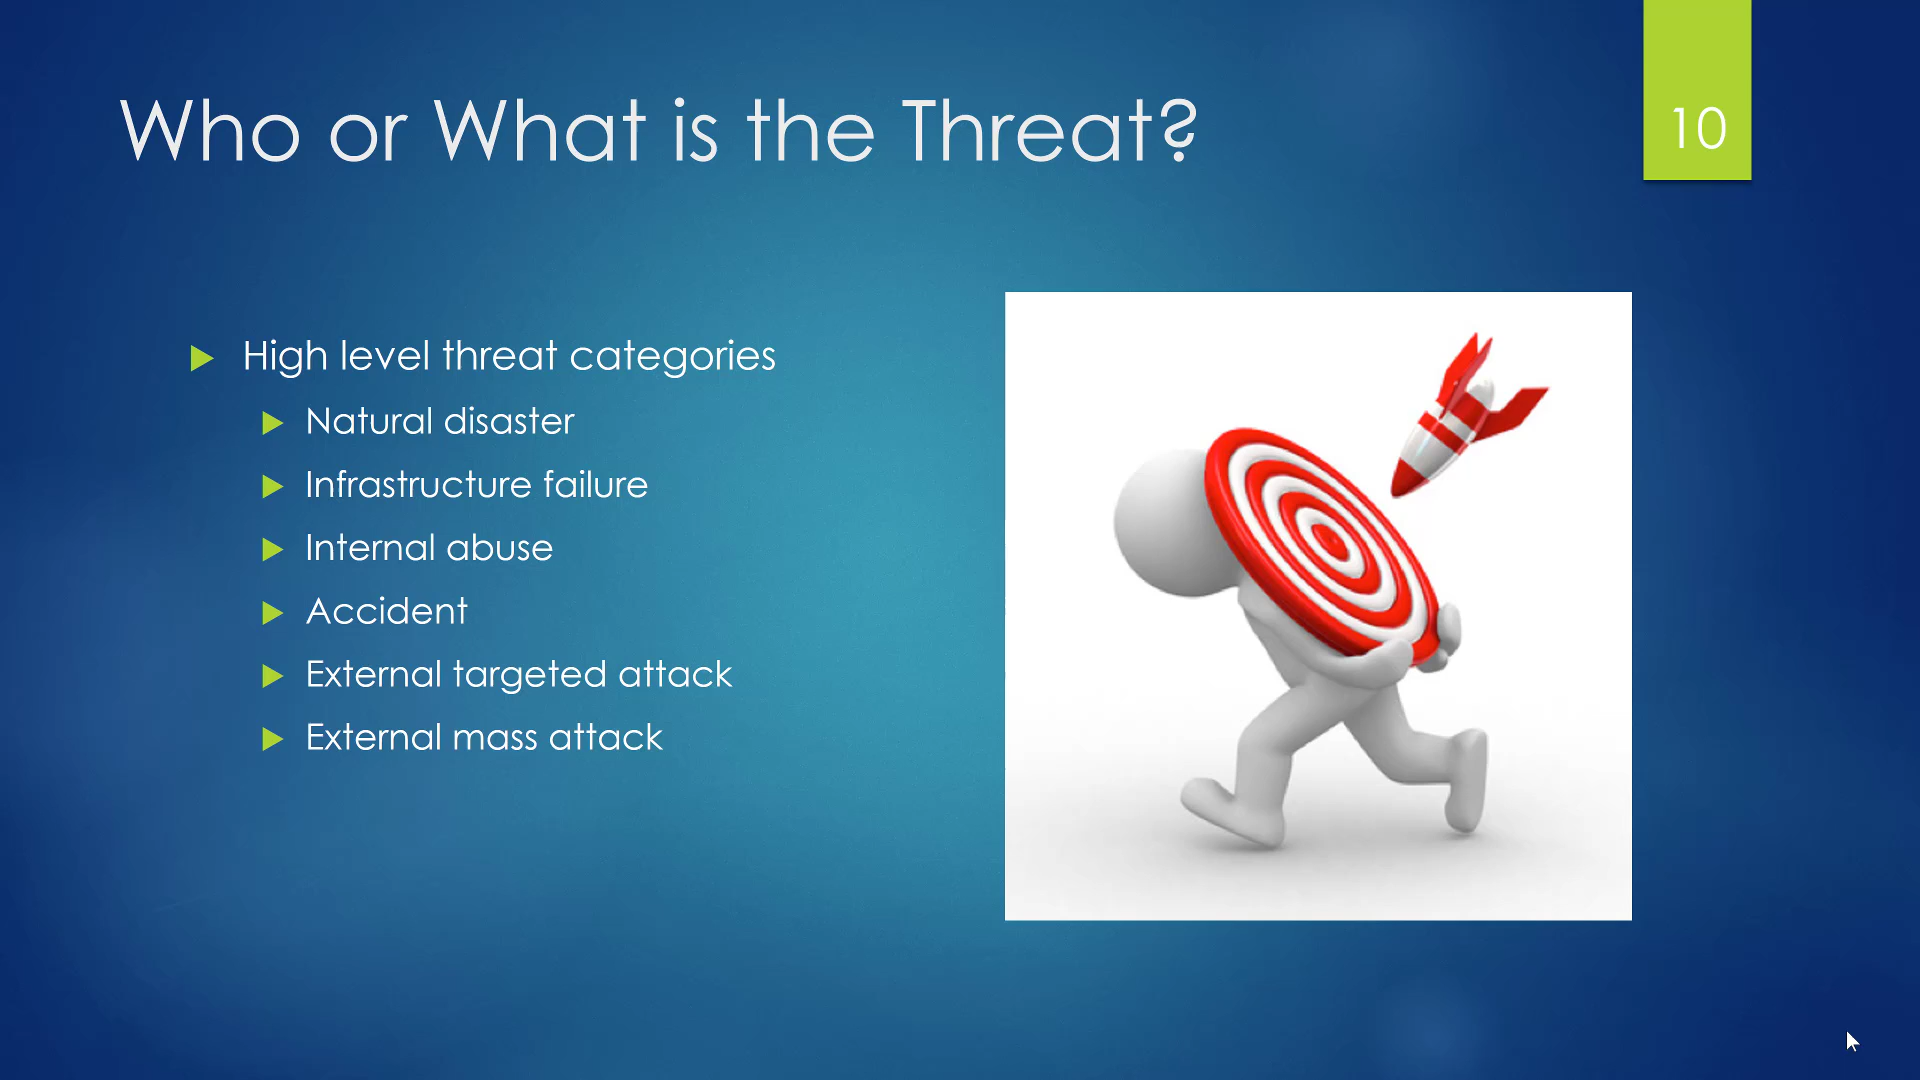 Who or What is the Threat?
10
High level threat categories
Natural disaster
Infrastructure failure
Internal abuse
Accident
External targeted attack
External mass attack